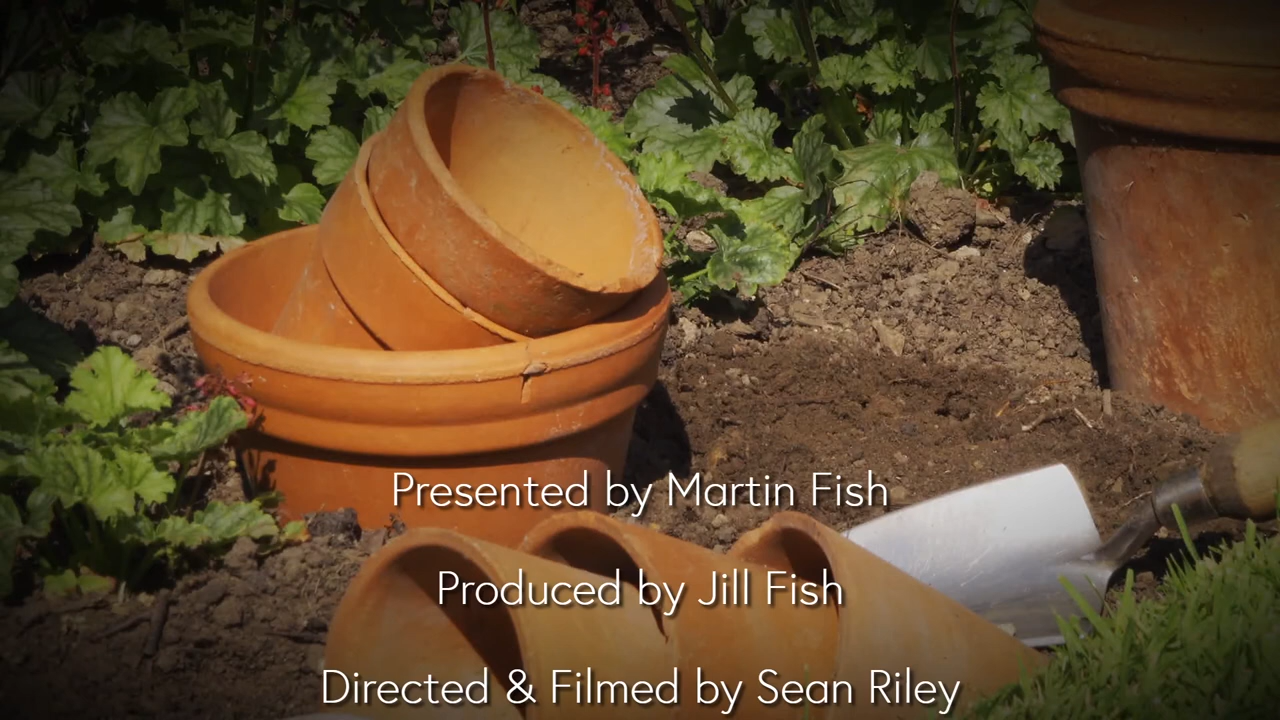 Presented by Martin Fish
Produced by Jill Fish
Directed & Filmed by Sean Riley